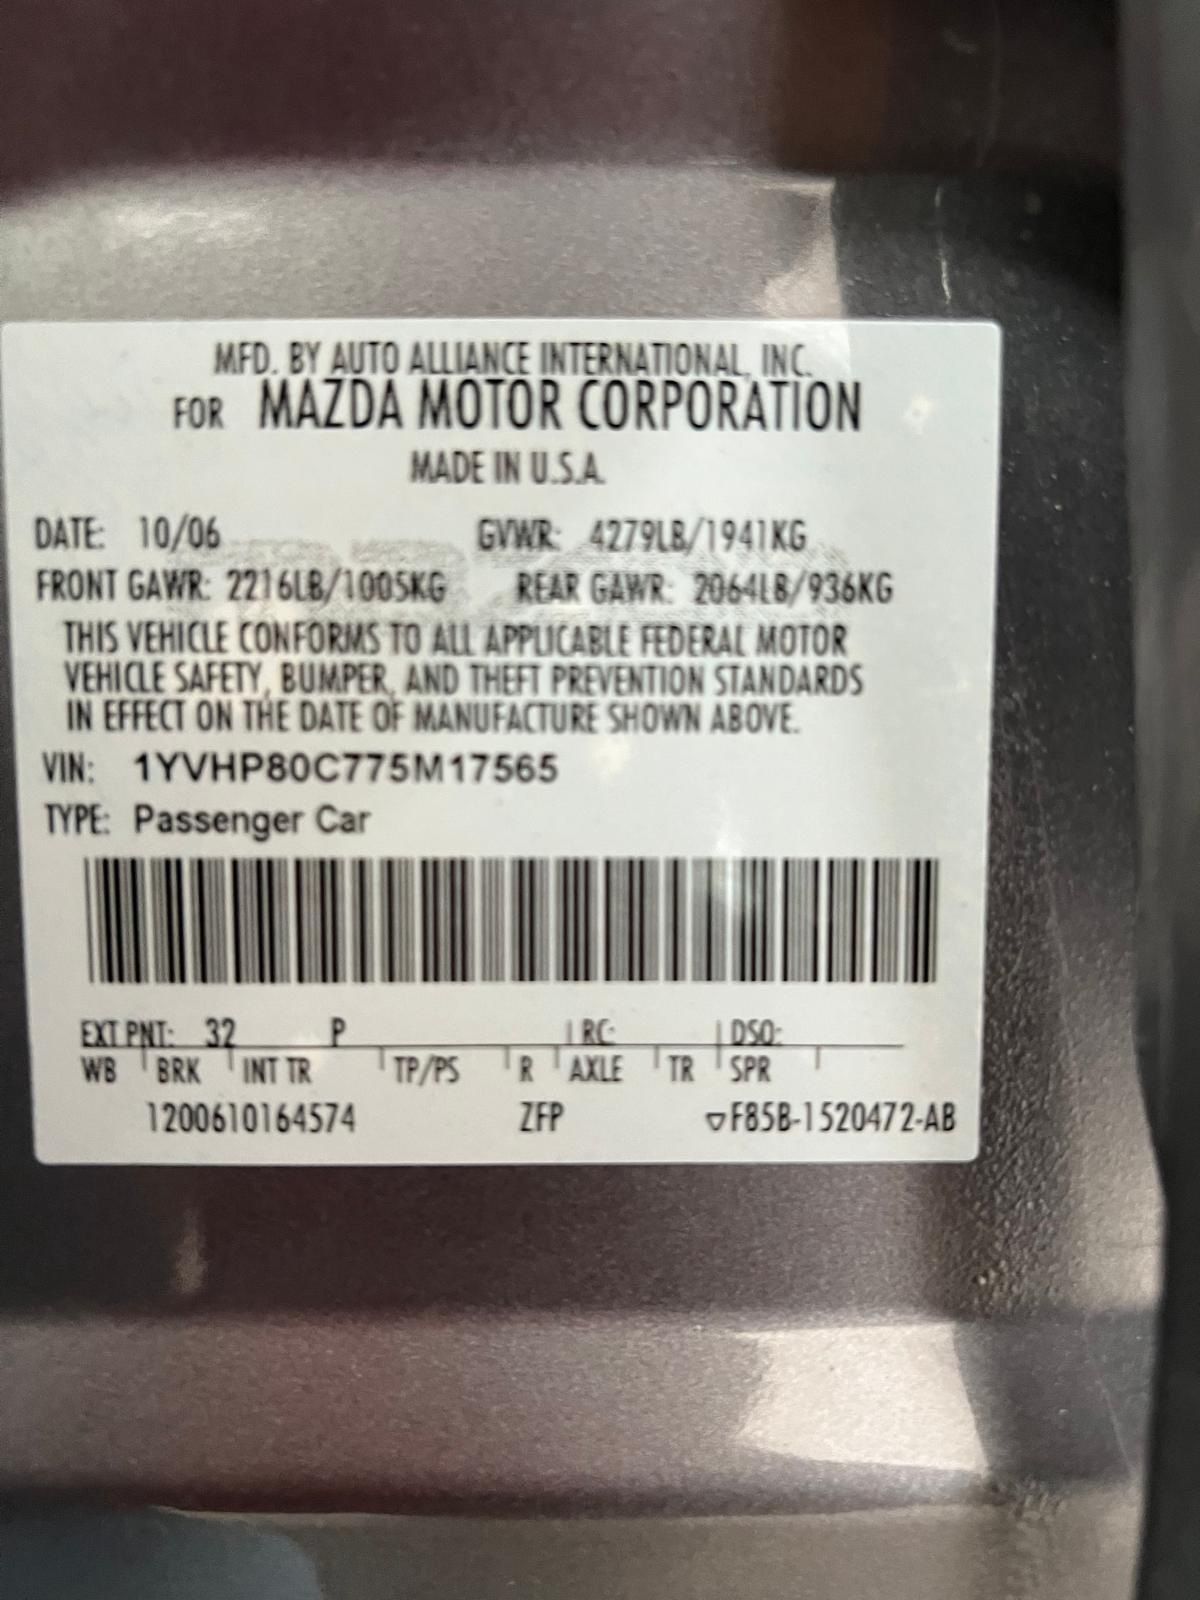 MFD. BY AUTO ALLIANCE INTERNATIONAL, INC.
FOR MAZDA MOTOR CORPORATION
MADE IN U.S.A.
DATE: 10/06 GVWR: 4279LB/1941KG
FRONT GAWR: 2216LB/1005KG REAR GAWR: 2064LB/936KG
THIS VEHICLE CONFORMS TO ALL APPLICABLE FEDERAL MOTOR
VEHICLE SAFETY, BUMPER, AND THEFT PREVENTION STANDARDS
IN EFFECT ON THE DATE OF MANUFACTURE SHOWN ABOVE.
VIN: 1YVHP80C775M17565
TYPE: Passenger Car
EXT PNT: 32 P RC: DSO:
WB BRK INT TR TP/PS R AXLE TR SPR
1200610164574 ZFP ▽F85B-1520472-AB